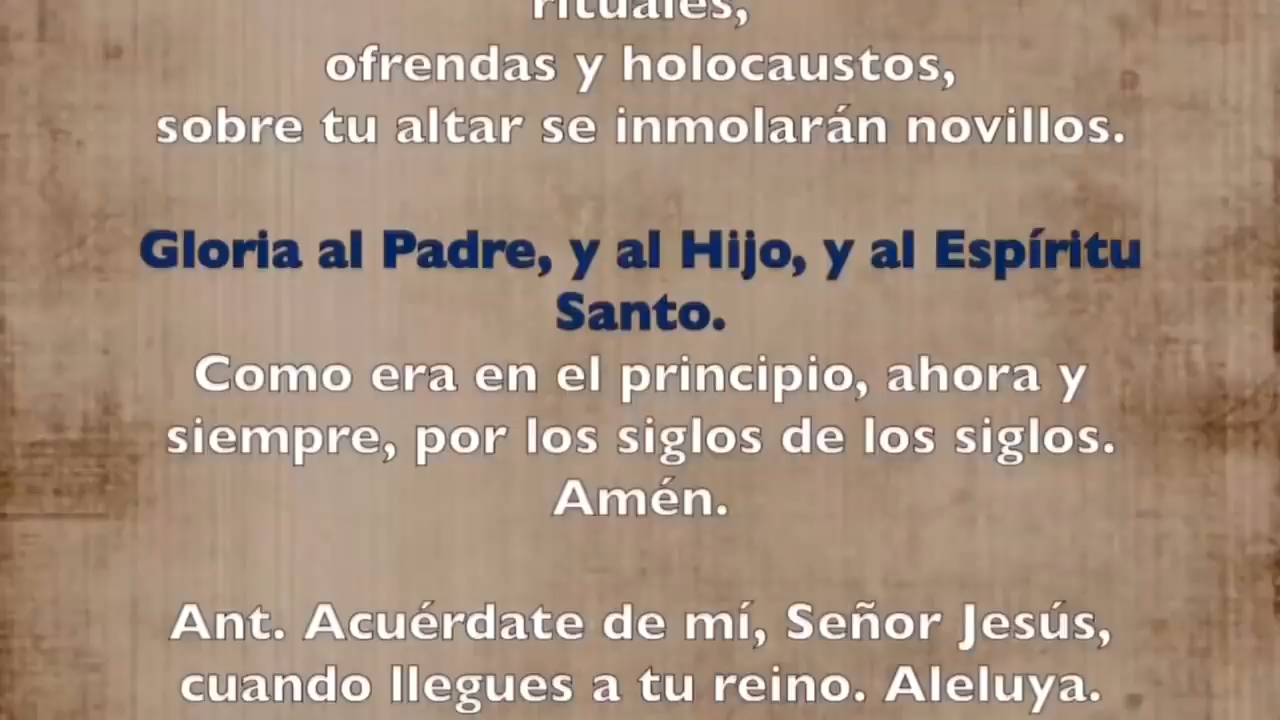 rituales,
ofrendas y holocaustos,
sobre tu altar se inmolarán novillos.
Gloria al Padre, y al Hijo, y al Espíritu
Santo.
Como era en el principio, ahora y
siempre, por los siglos de los siglos.
Amén.
Ant. Acuérdate de mí, Señor Jesús,
cuando llegues a tu reino. Aleluya.